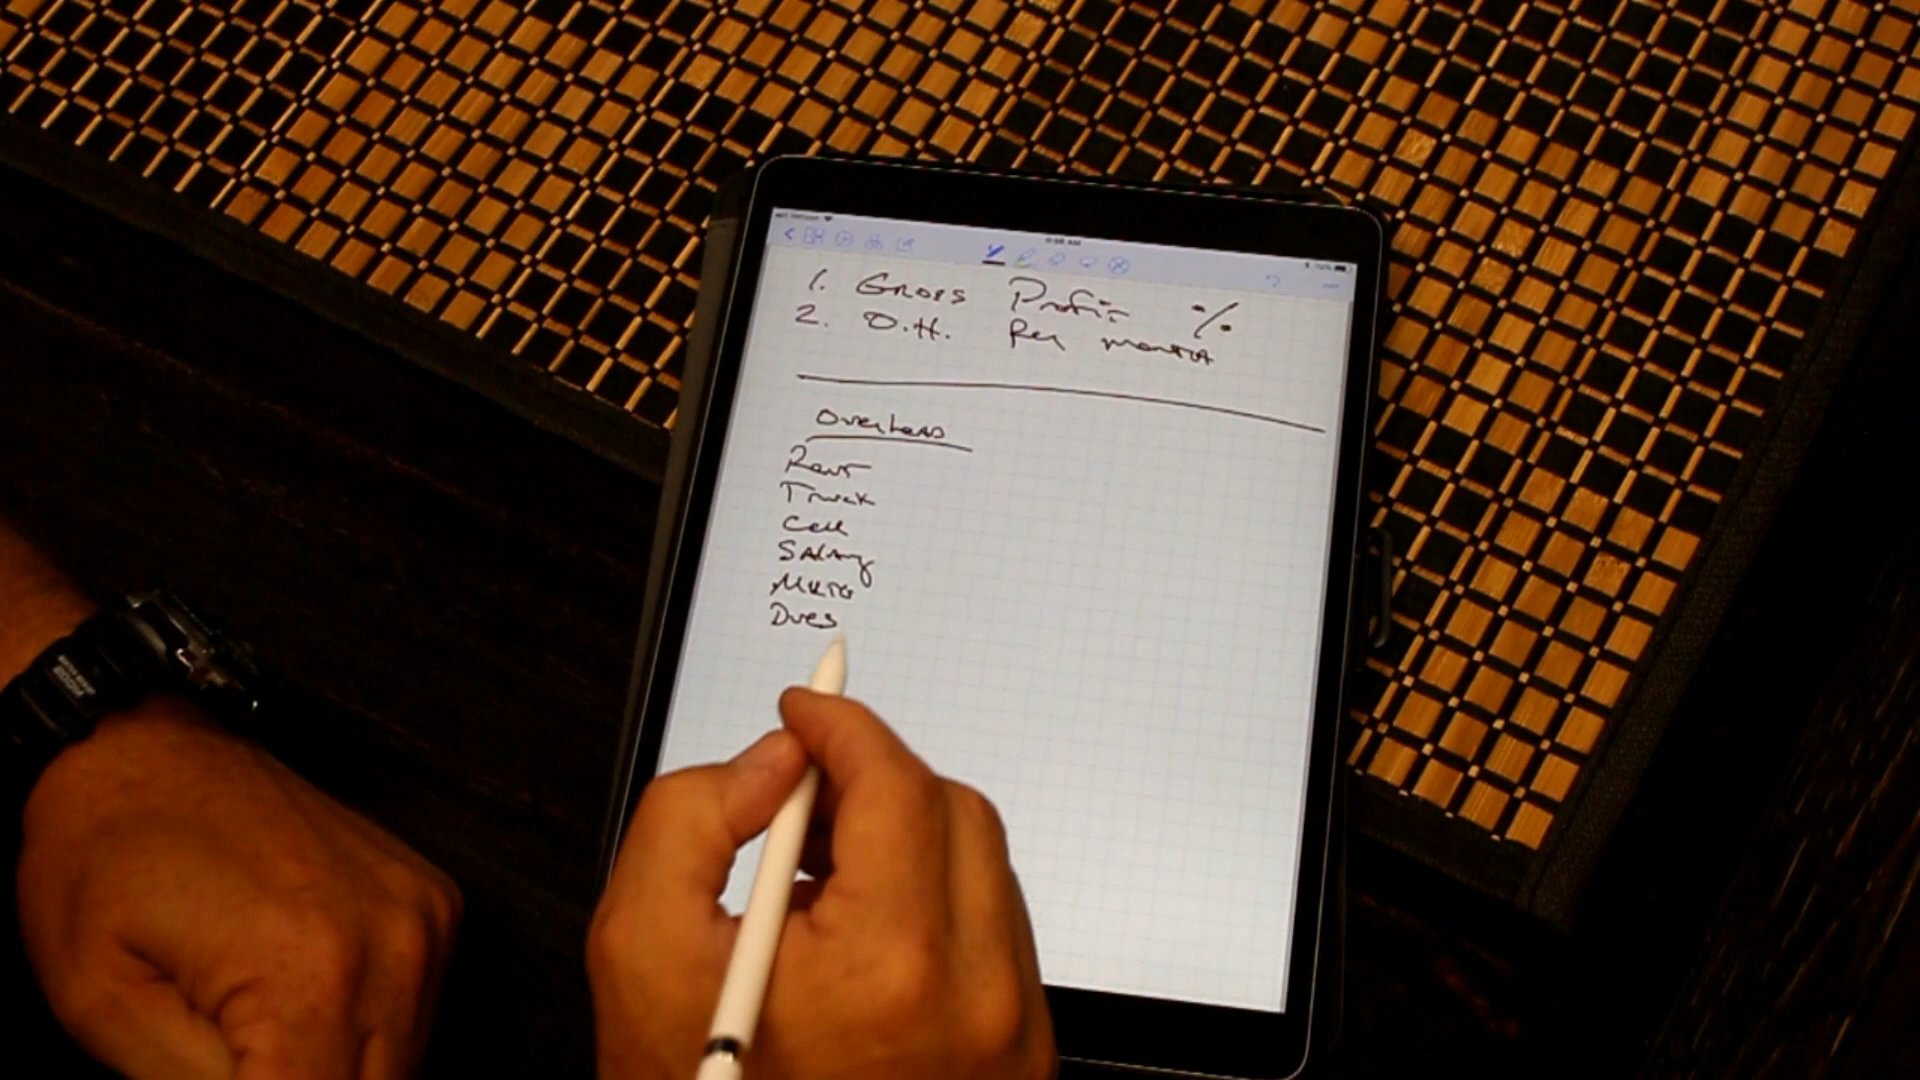 1. Gross Profit %
2. O.H. Per month
Overhead
Rent
Truck
Cell
Salary
Mktg
Dues